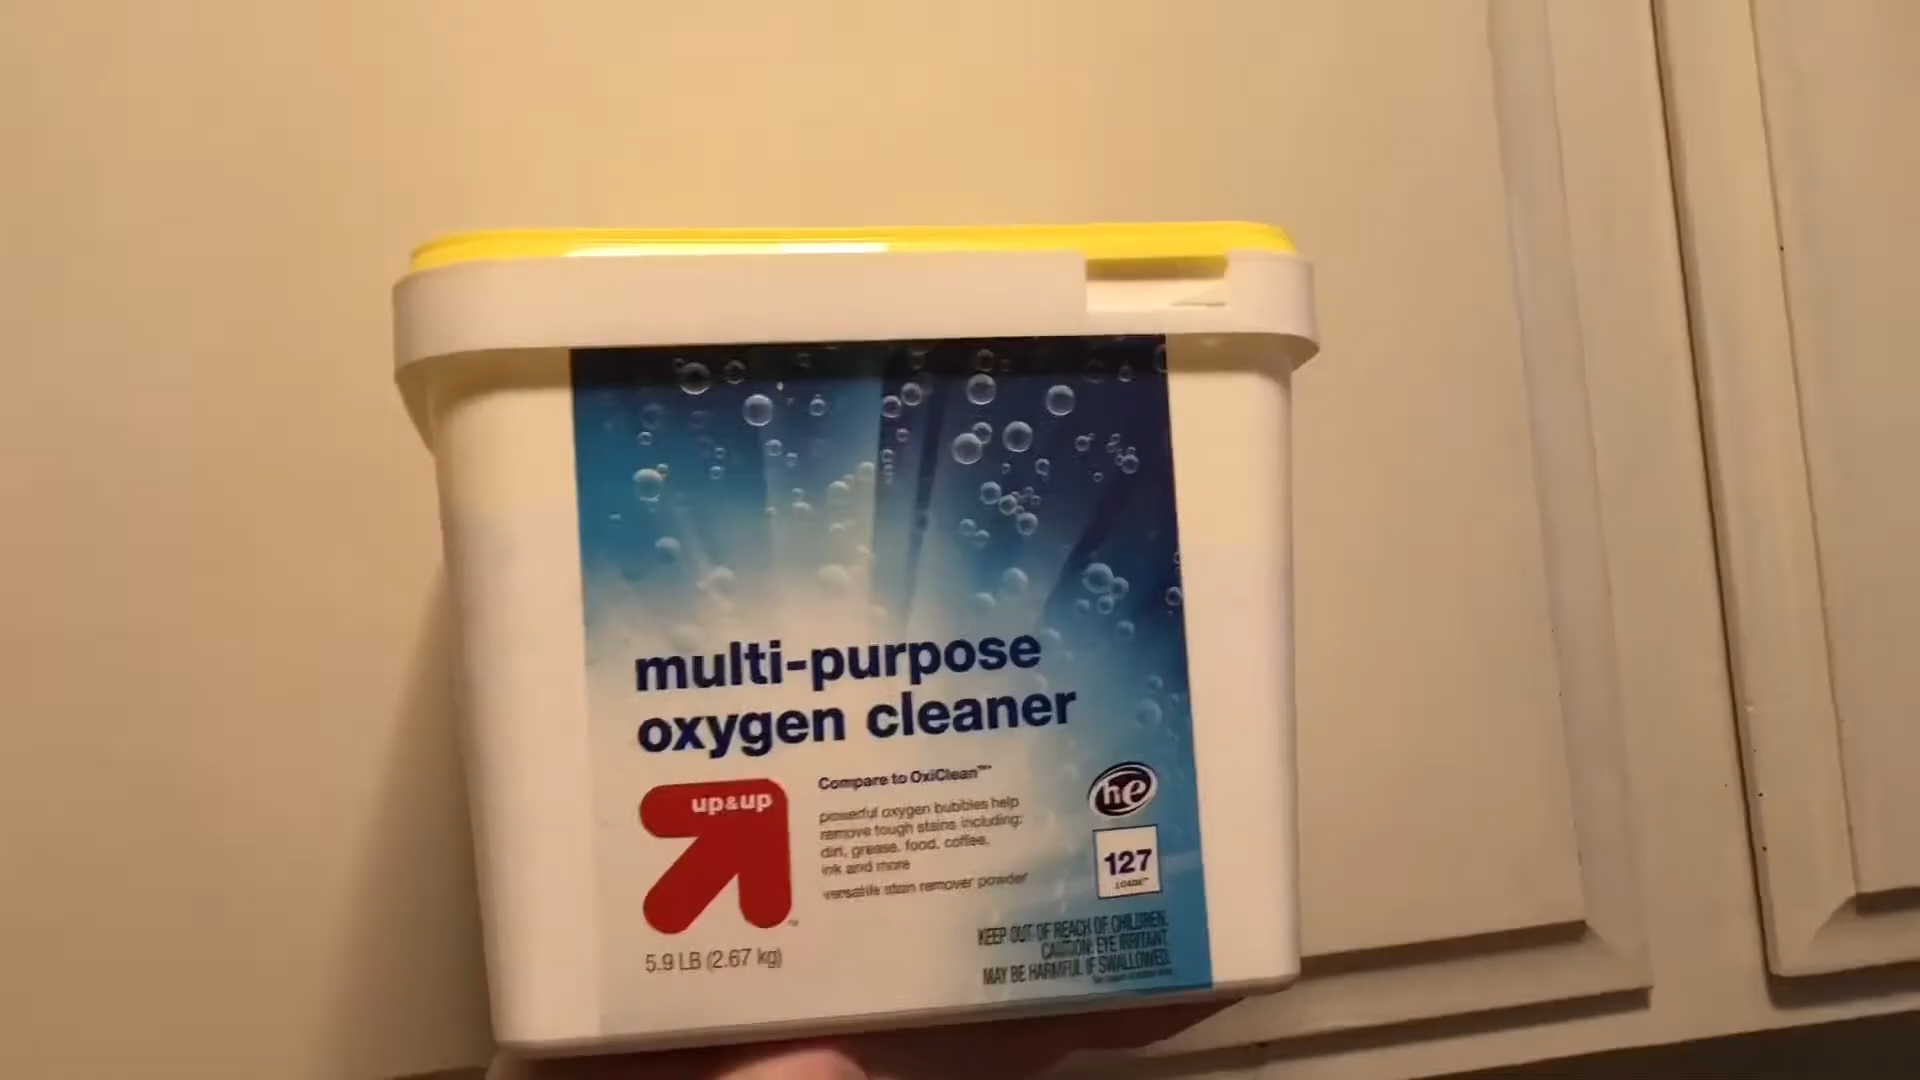 multi-purpose
oxygen cleaner
up&up
Compare to OxiClean™*
powerful oxygen bubbles help
remove tough stains including:
dirt, grease, food, coffee,
ink and more
versatile stain remover powder
he
127
LOADS
KEEP OUT OF REACH OF CHILDREN.
CAUTION: EYE IRRITANT.
MAY BE HARMFUL IF SWALLOWED.
5.9 LB (2.67 kg)